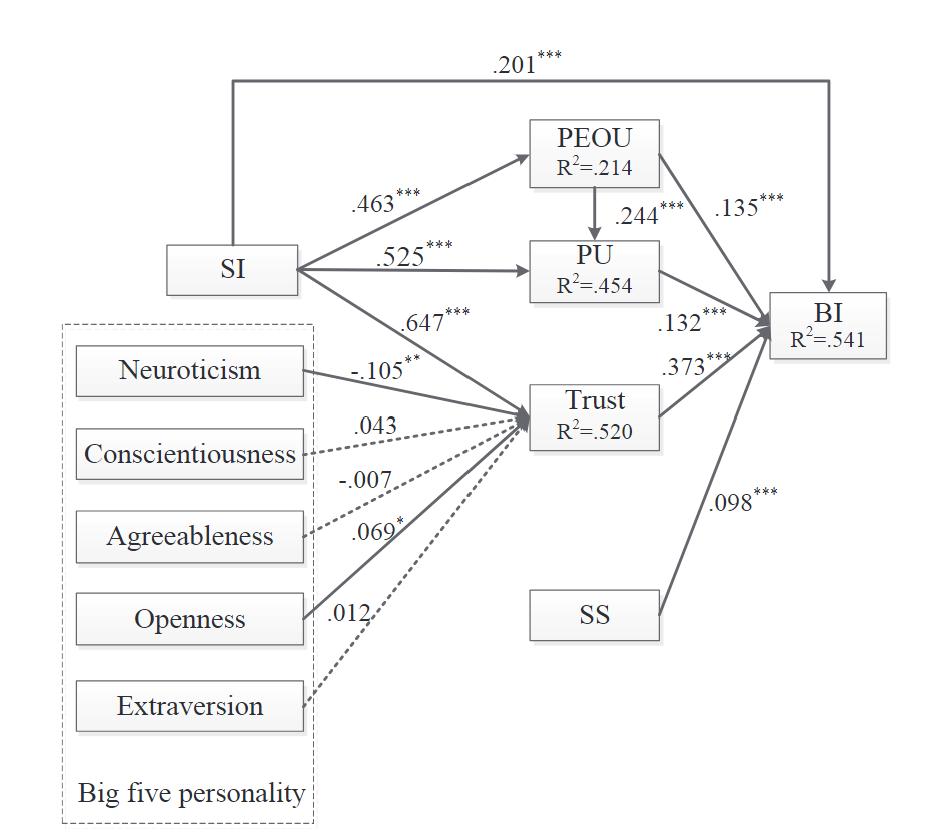 .201***
PEOU
R²=.214
.463***
.244***
.135***
.525***
SI
PU
R²=.454
BI
R²=.541
.647***
.132***
Neuroticism
-.105**
.373***
Trust
R²=.520
Conscientiousness
.043
-.007
Agreeableness
.069*
.098***
Openness
.012
SS
Extraversion
Big five personality